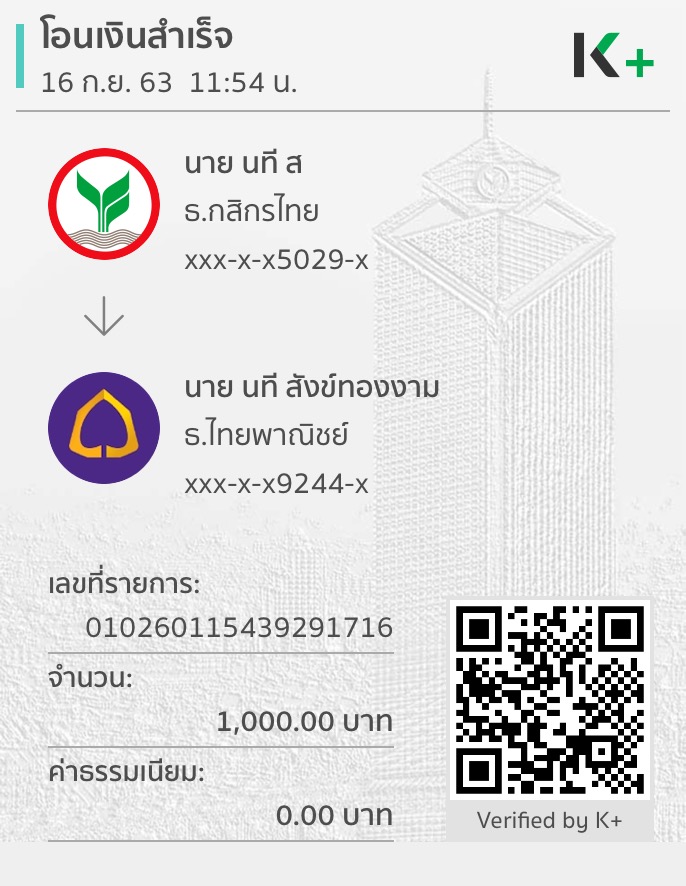 โอนเงินสำเร็จ
16 ก.ย. 63 11:54 น.
K+
นาย นที ส
ธ.กสิกรไทย
xxx-x-x5029-x
นาย นที สังข์ทองงาม
ธ.ไทยพาณิชย์
xxx-x-x9244-x
เลขที่รายการ:
010260115439291716
จำนวน:
1,000.00 บาท
ค่าธรรมเนียม:
0.00 บาท
Verified by K+